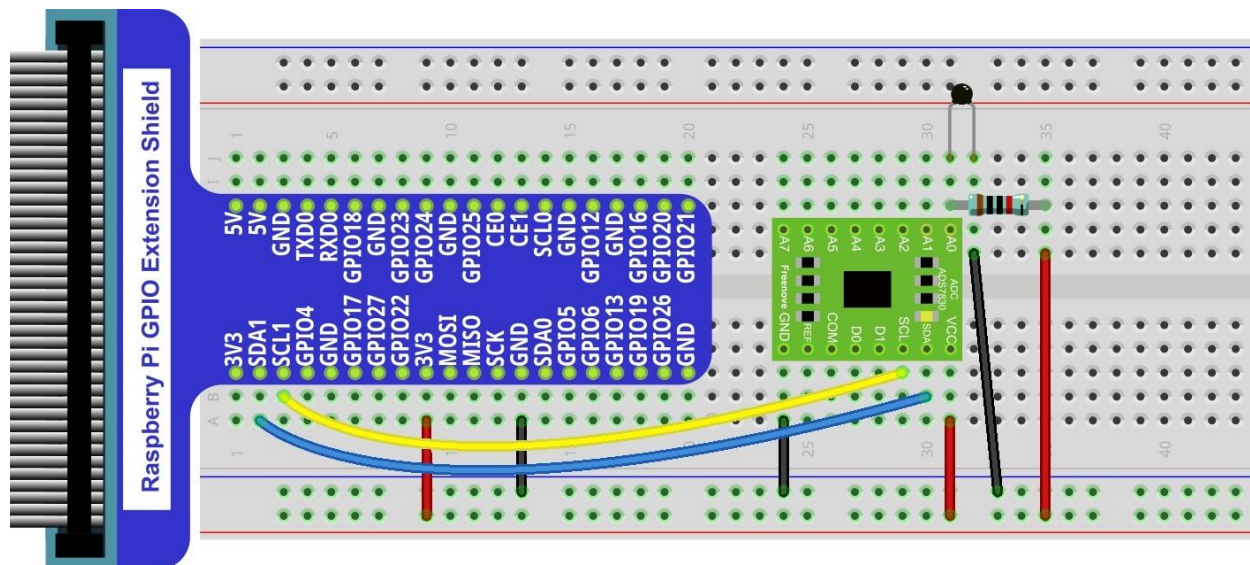 Raspberry Pi GPIO Extension Shield
1 5 10 15 20 25 30 35 40
J
I
5V 5V GND TXD0 RXD0 GPIO18 GND GPIO23 GPIO24 GND GPIO25 CE0 CE1 SCL0 GND GPIO12 GND GPIO16 GPIO20 GPIO21
3V3 SDA1 SCL1 GPIO4 GND GPIO17 GPIO27 GPIO22 3V3 MOSI MISO SCK GND SDA0 GPIO5 GPIO6 GPIO13 GPIO19 GPIO26 GND
A7 A6 A5 A4 A3 A2 A1 A0
Freenove
ADC
ADS7830
GND REF COM D0 D1 SCL SDA VCC
B
A
1 10 15 20 25 30 40